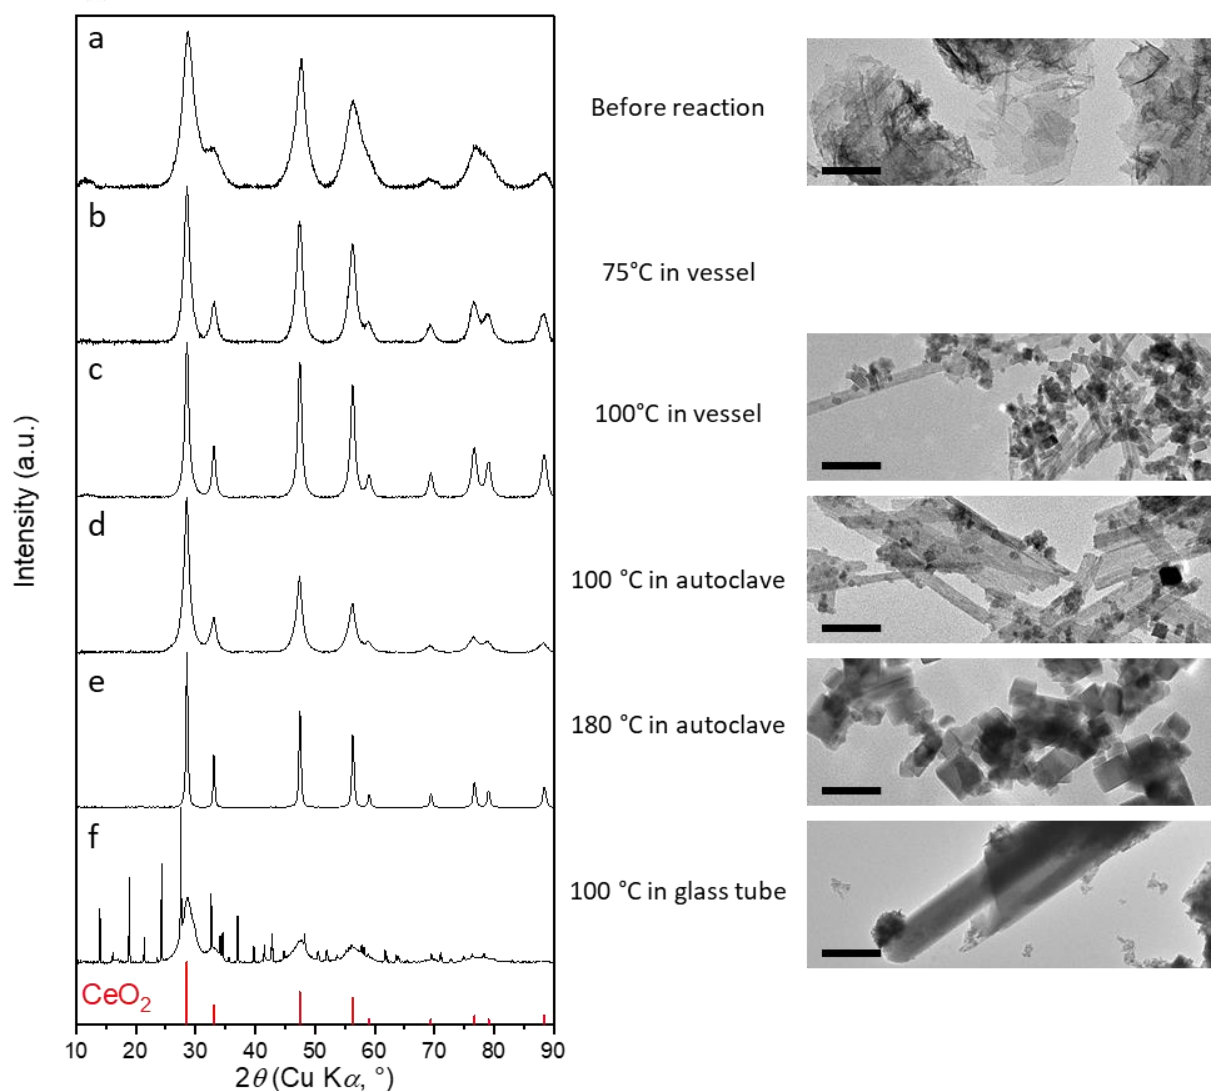 a
Before reaction
b
75°C in vessel
c
100°C in vessel
d
100 °C in autoclave
e
180 °C in autoclave
f
100 °C in glass tube
CeO2
Intensity (a.u.)
10 20 30 40 50 60 70 80 90
2θ (Cu Kα, °)